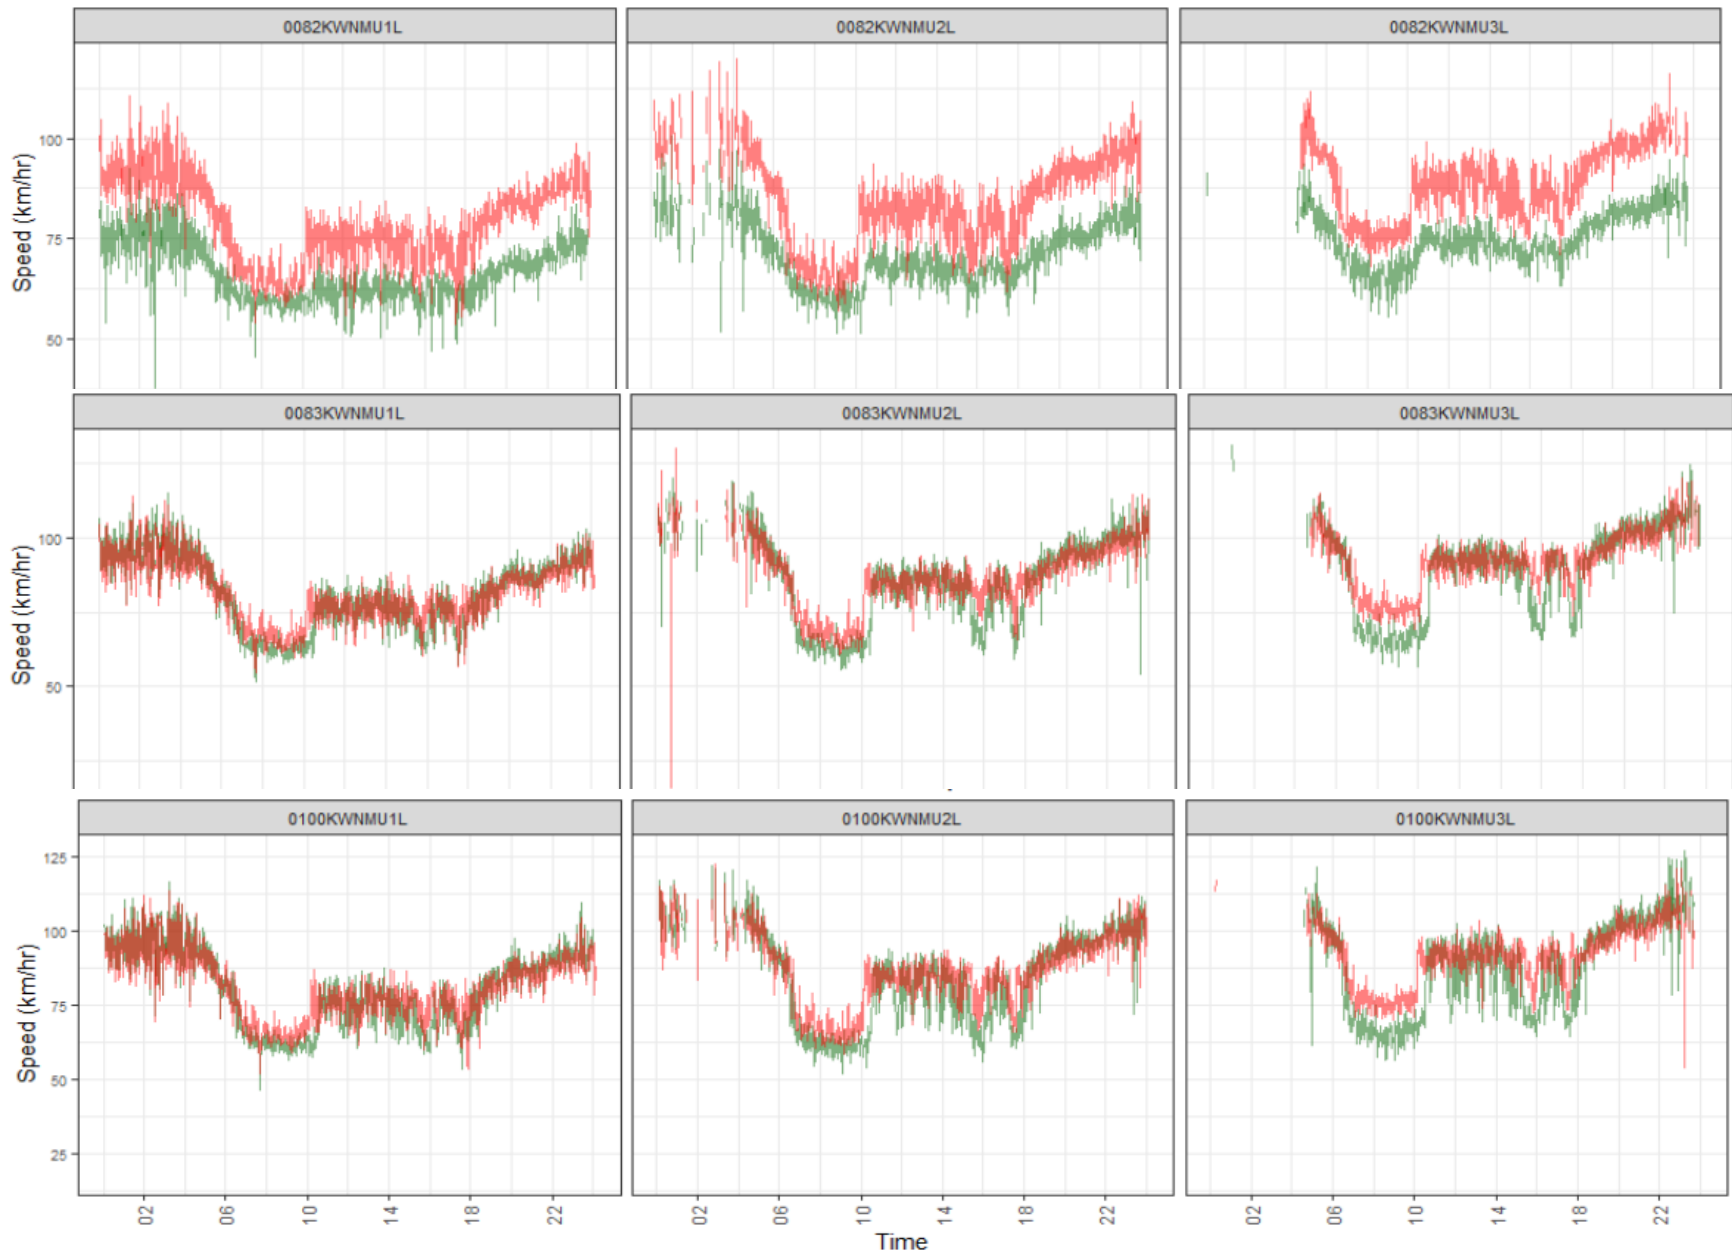 0082KWNMU1L 0082KWNMU2L 0082KWNMU3L
Speed (km/hr)
100
75
50
0083KWNMU1L 0083KWNMU2L 0083KWNMU3L
Speed (km/hr)
100
50
0100KWNMU1L 0100KWNMU2L 0100KWNMU3L
Speed (km/hr)
125
100
75
50
25
02 06 10 14 18 22 02 06 10 14 18 22 02 06 10 14 18 22
Time